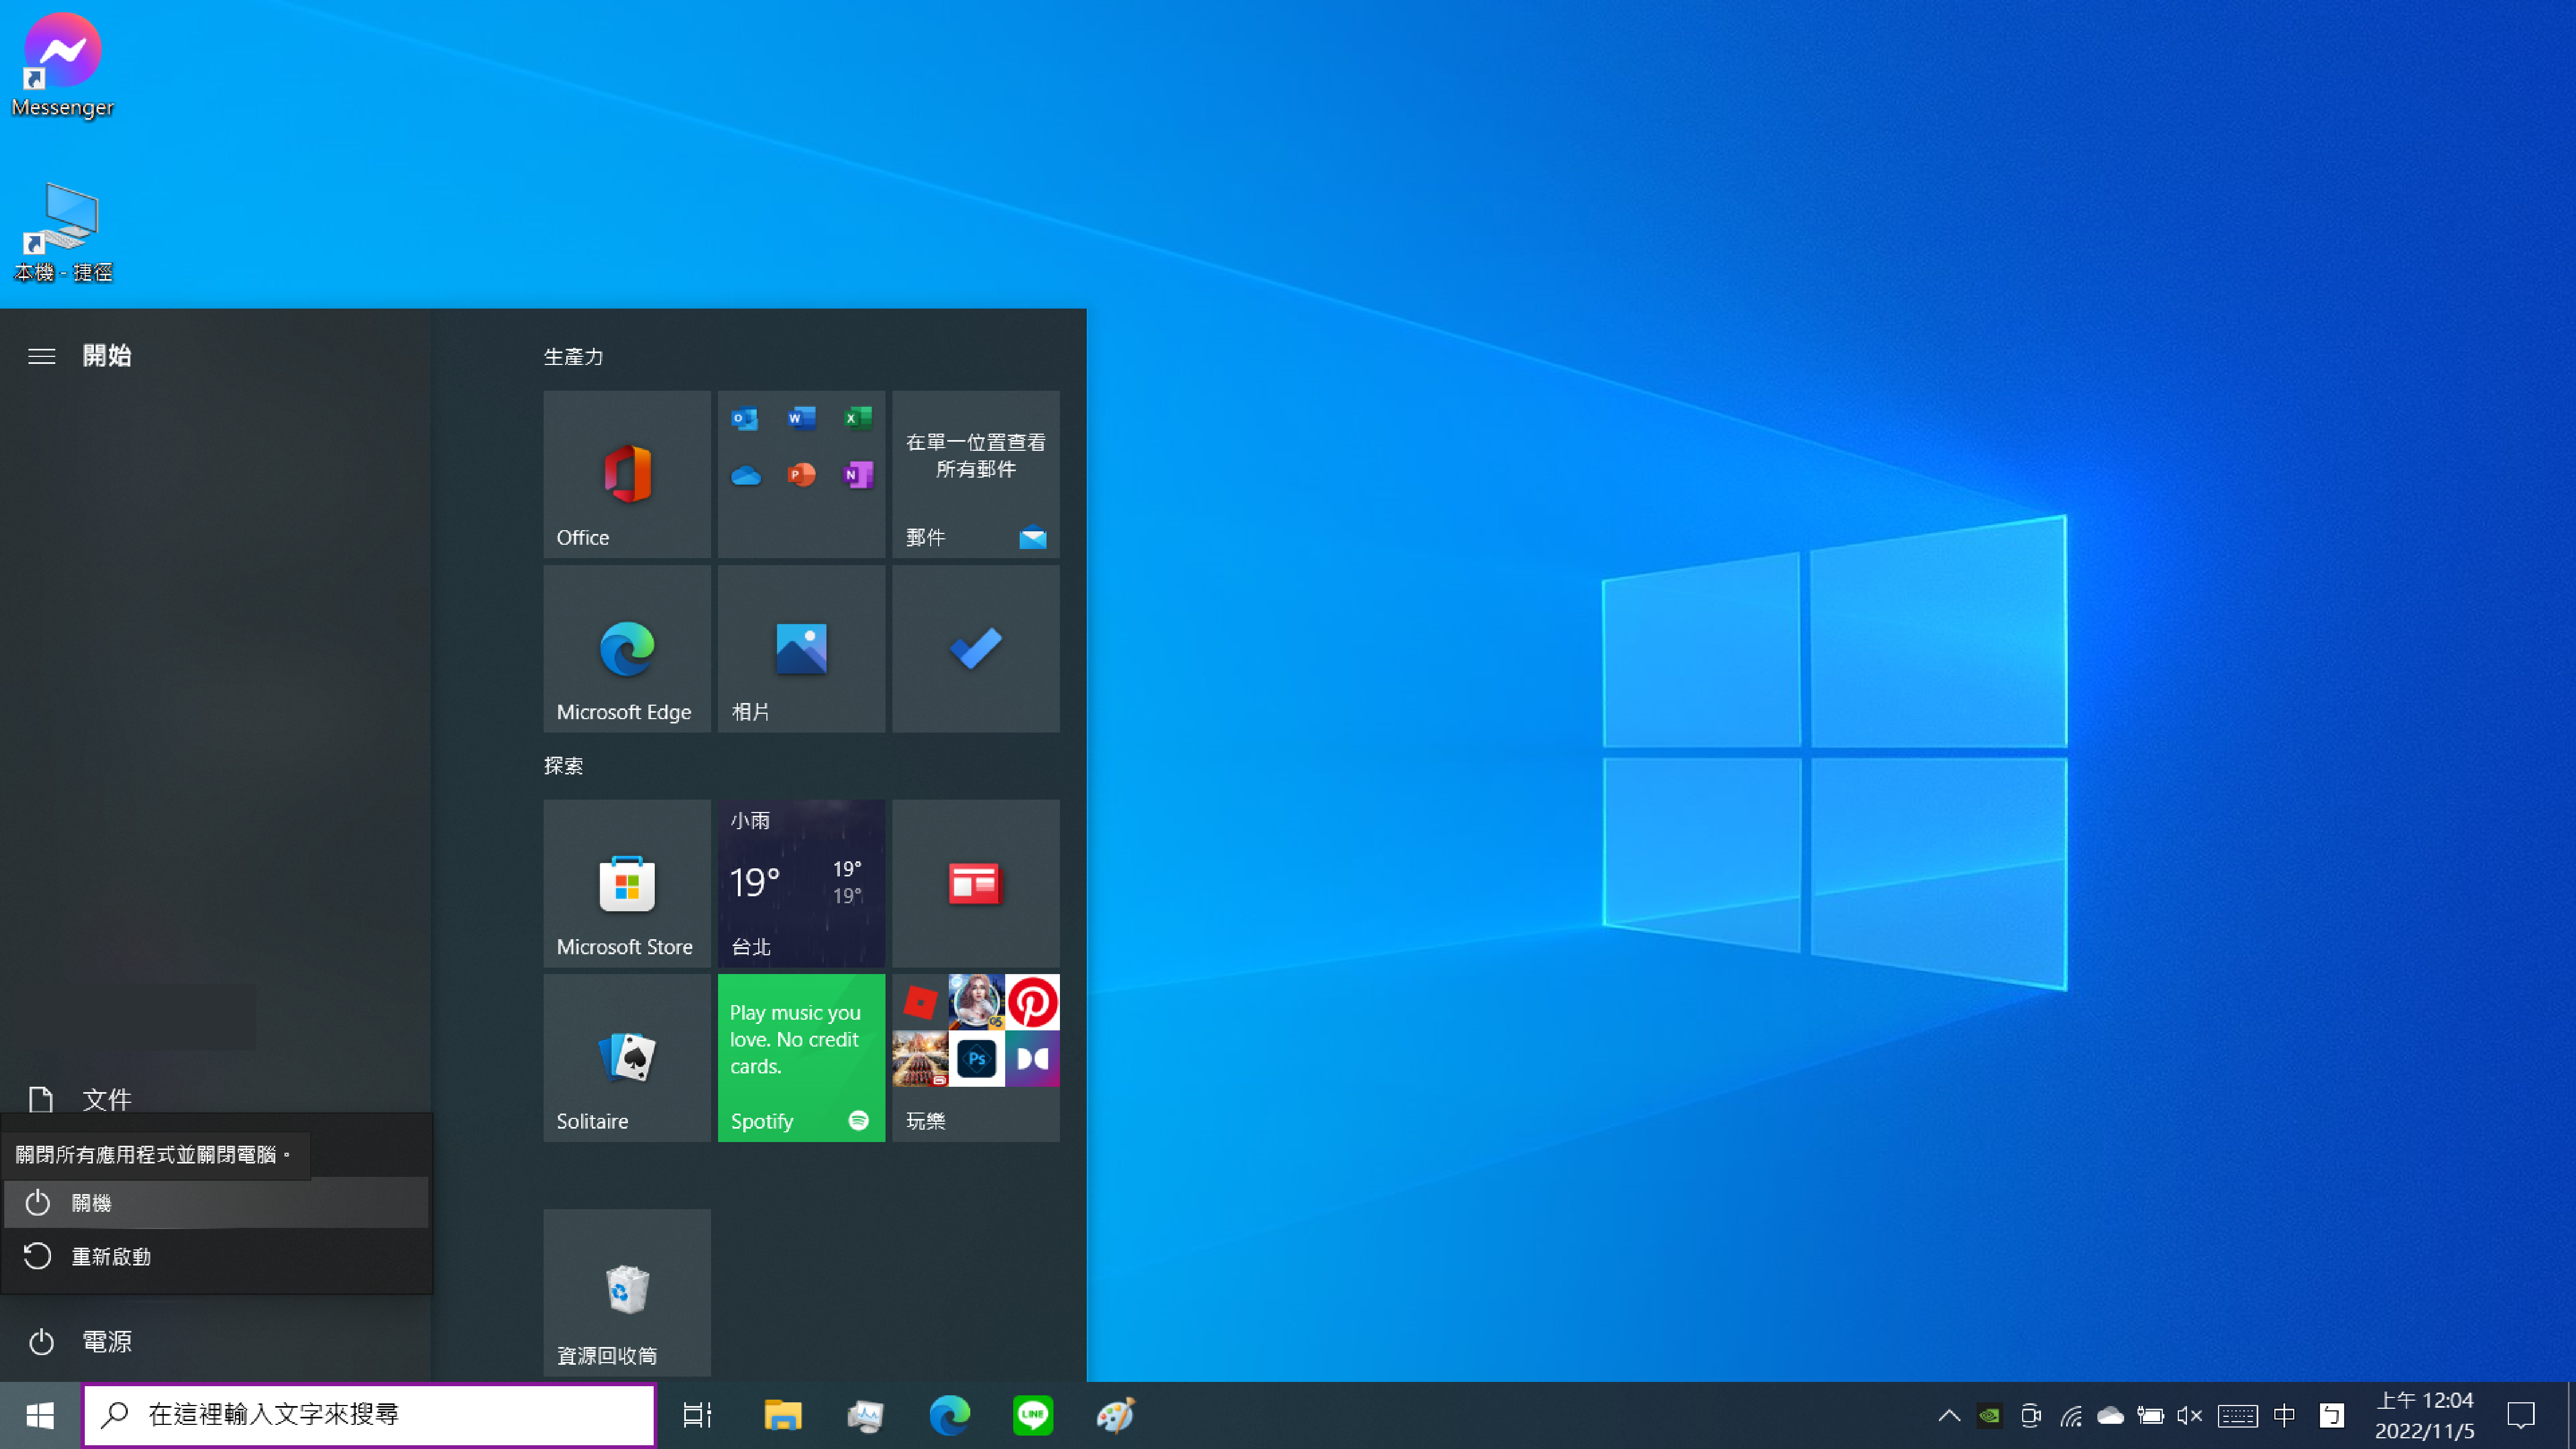 Messenger
本機 - 捷徑
開始
文件
關閉所有應用程式並關閉電腦。
關機
重新啟動
電源
生產力
O
W
X
P
N
在單一位置查看
所有郵件
Office
郵件
Microsoft Edge
相片
探索
小雨
19°
19°
19°
Microsoft Store
台北
Play music you
love. No credit
cards.
Ps
Solitaire
Spotify
玩樂
資源回收筒
在這裡輸入文字來搜尋
LINE
中
ㄅ
上午 12:04
2022/11/5